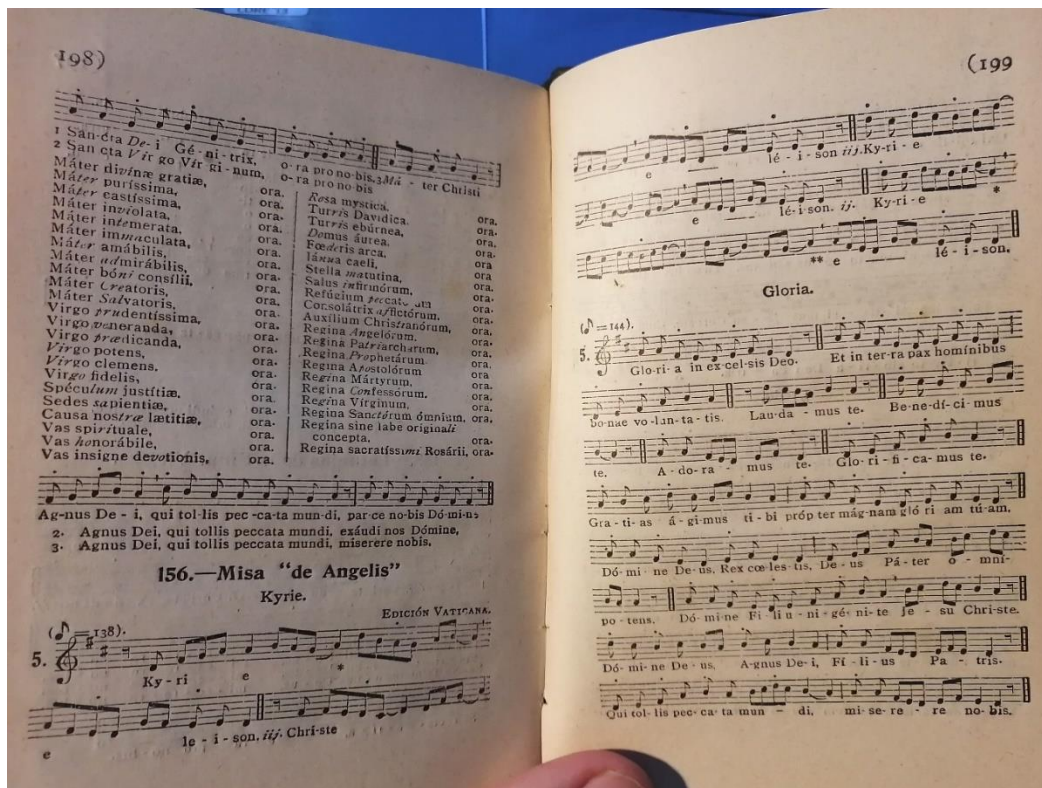 198)
1 San-cta De-i Gé-ni-trix, o-ra pro no-bis. 3 Má - ter Christi
2 San cta Vir go Vir gi-num, o-ra pro no-bis
Máter divínæ gratiæ, ora.
Máter puríssima, ora.
Máter castíssima, ora.
Máter invíolata, ora.
Máter intemerata, ora.
Máter immaculata, ora.
Máter amábilis, ora.
Máter admirábilis, ora.
Máter bóni consílii, ora.
Máter Creatoris, ora.
Máter Salvatoris, ora.
Virgo prudentíssima, ora.
Virgo veneranda, ora.
Virgo prædicanda, ora.
Virgo potens, ora.
Virgo clemens, ora.
Virgo fidelis, óra.
Spéculum justítiæ, ora.
Sedes sapientiæ, ora.
Causa nostræ lætitiæ, ora.
Vas spirituale, ora.
Vas honorábile, ora.
Vas insigne devotionis, ora.
Rosa mystica, ora.
Turris Davidica. ora.
Turris ebúrnea, ora.
Domus áurea, ora.
Fœderis arca, ora
Iánua caeli, ora.
Stella matutina, ora.
Salus infirmórum, ora.
Refúgium ora.
Consolátrix afflictórum, ora.
Auxílium Christranórum, ora.
Regina Angelórum, ora.
Regina Patriarcharum, ora.
Regina Prophetárum, ora.
Regina Apostolórum ora
Regina Mártyrum, ora.
Regina Confessorum, ora.
Regina Vírginum, ora.
Regina Sanctórum ómnium, ora.
Regina sine labe originali
concepta, ora.
Regina sacratíssimi Rosárii, ora.
Ag-nus De - i, qui tol-lis pec-ca-ta mun-di, par-ce no-bis Dó-mi-ne
2. Agnus Dei, qui tollis peccata mundi, exáudi nos Dómine,
3. Agnus Dei, qui tollis peccata mundi, miserere nobis.
156.—Misa "de Angelis"
Kyrie.
EDICIÓN VATICANA.
(♪=138).
5.
Ky - ri e *
e le - i - son. iij. Chri-ste
(199
e lé - i - son iij. Ky-ri - e
e lé-i-son. ij. Ky-ri-e *
** e lé - i - son.
Gloria.
(♪=144).
5.
Glo-ri-a in ex-cel-sis Deo. Et in ter-ra pax homínibus
bo-nae vo-lun-ta-tis. Lau-da - mus te. Be-ne-dí-ci-mus
te. A - do-ra - mus te. Glo-ri-fi-ca-mus te.
Gra-ti-as á-gi-mus ti-bi próp ter mág-nam gló ri am tú-am.
Dó-mi-ne De-us, Rex cœ-les-tis, De-us Pá-ter o-mni-
po-tens. Dó-mi-ne Fi-li u-ni-gé-ni-te Je-su Chri-ste.
Dó-mi-ne De-us, A-gnus De-i, Fí-li-us Pa - tris.
Qui tol-lis pec-ca-ta mun - di, mi-se-re-re no-bis.